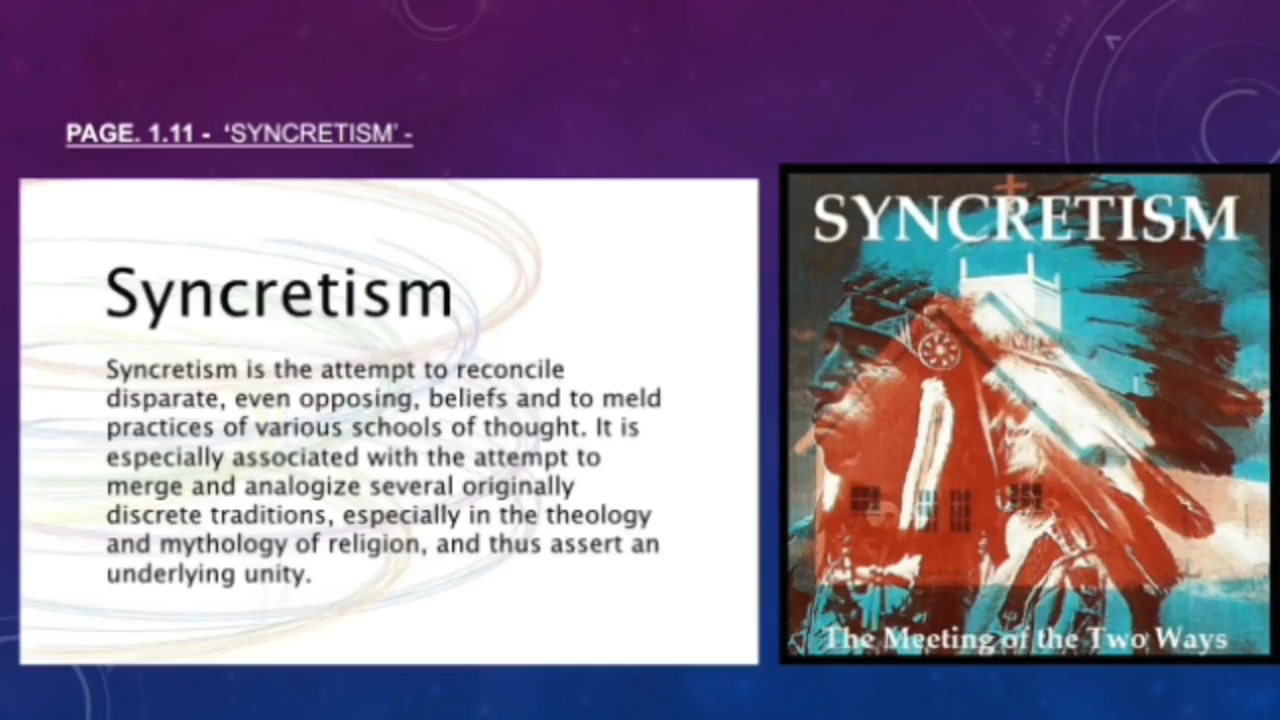 PAGE. 1.11 - ‘SYNCRETISM’ -
Syncretism
Syncretism is the attempt to reconcile
disparate, even opposing, beliefs and to meld
practices of various schools of thought. It is
especially associated with the attempt to
merge and analogize several originally
discrete traditions, especially in the theology
and mythology of religion, and thus assert an
underlying unity.
SYNCRETISM
The Meeting of the Two Ways